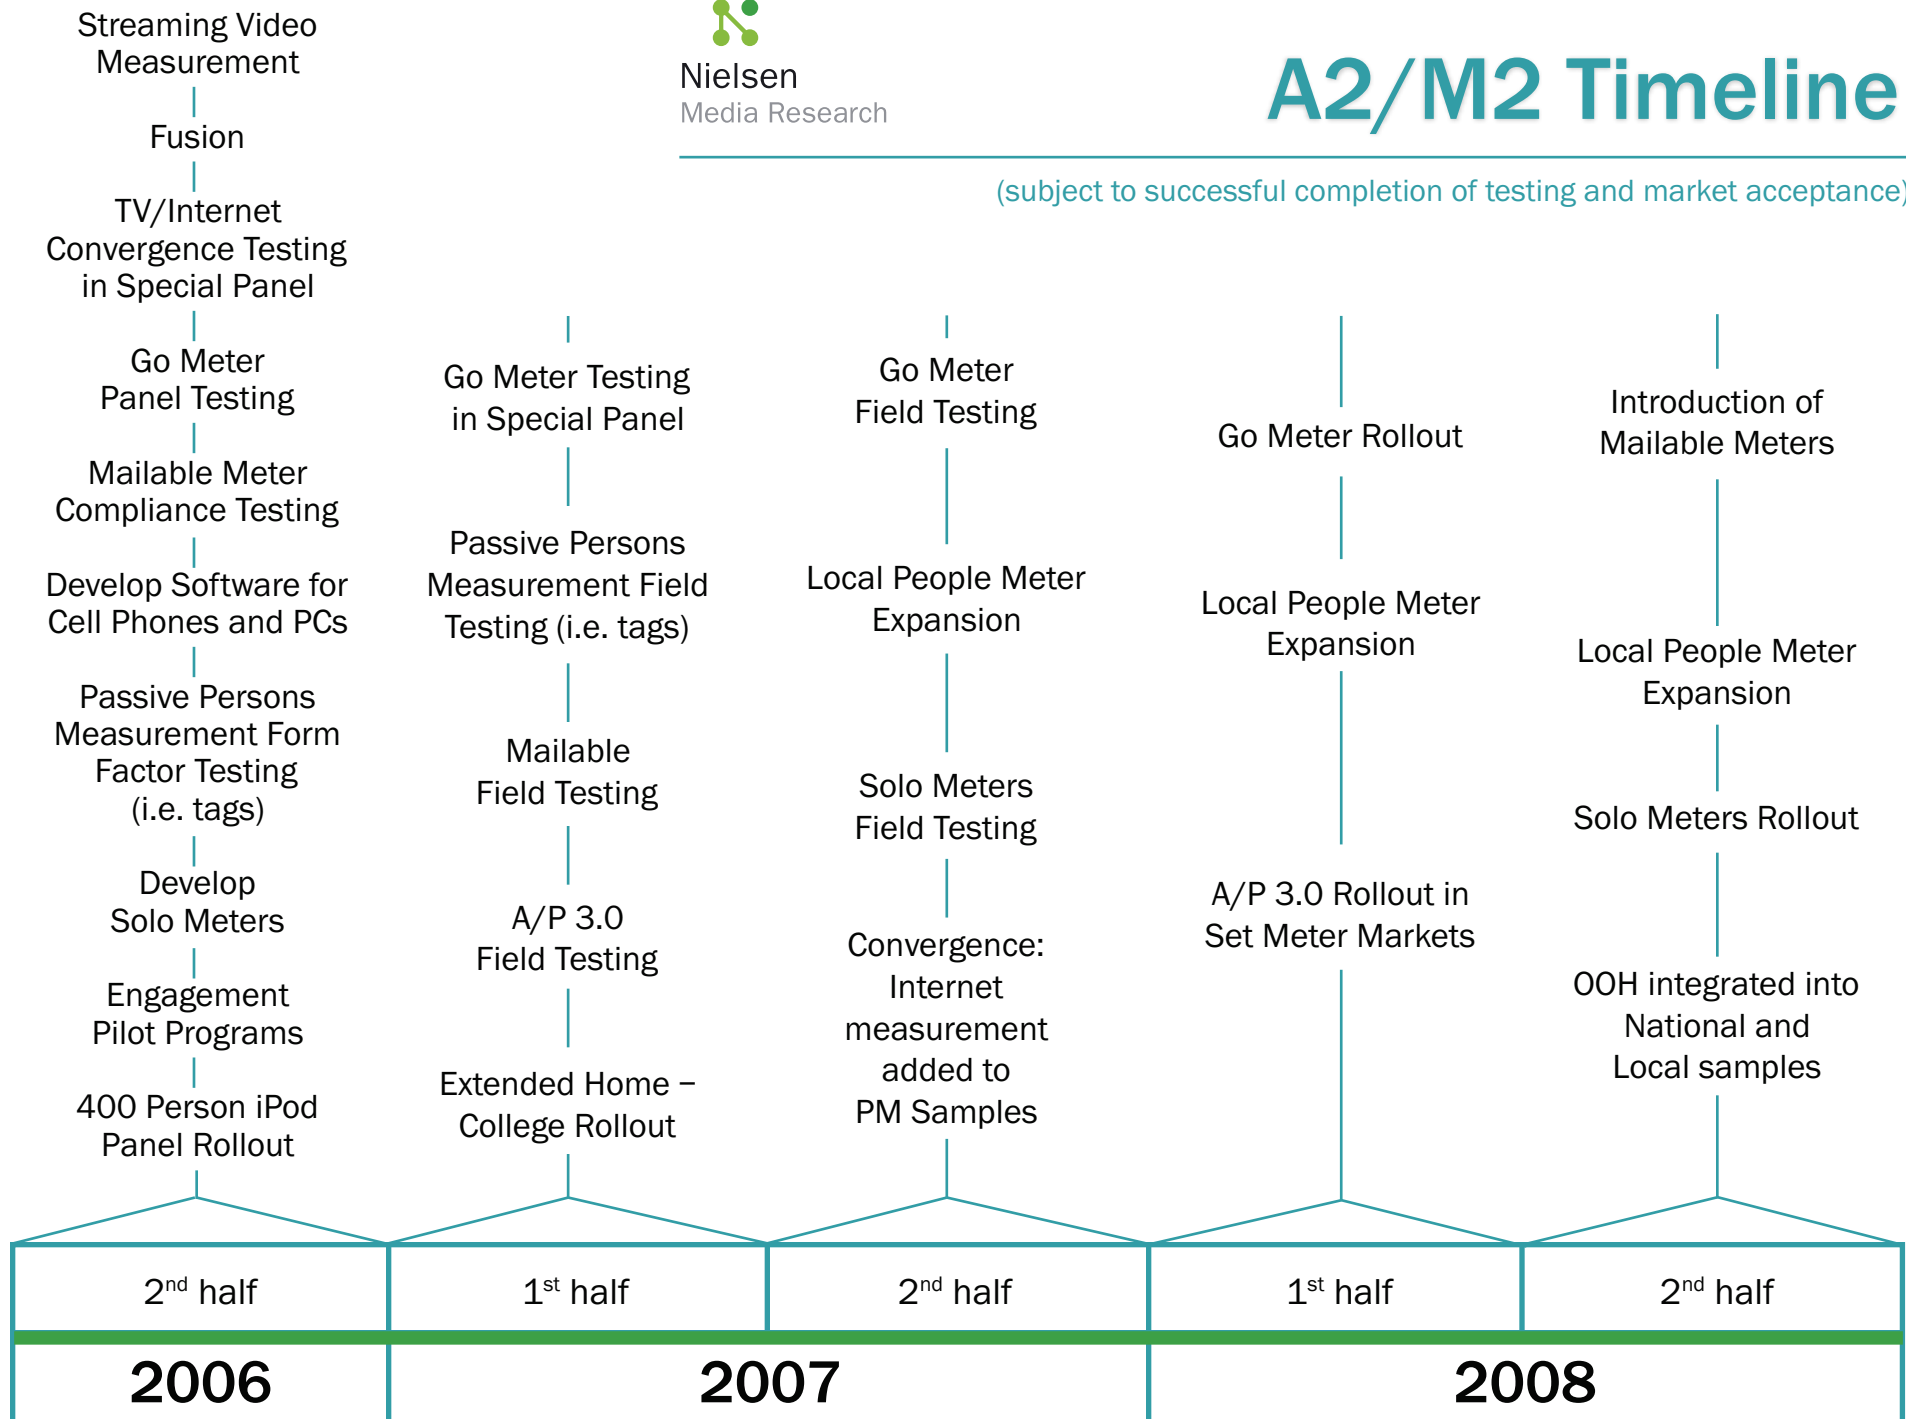 Nielsen
Media Research
A2/M2 Timeline
(subject to successful completion of testing and market acceptance)
Streaming Video
Measurement
Fusion
TV/Internet
Convergence Testing
in Special Panel
Go Meter
Panel Testing
Mailable Meter
Compliance Testing
Develop Software for
Cell Phones and PCs
Passive Persons
Measurement Form
Factor Testing
(i.e. tags)
Develop
Solo Meters
Engagement
Pilot Programs
400 Person iPod
Panel Rollout
Go Meter Testing
in Special Panel
Passive Persons
Measurement Field
Testing (i.e. tags)
Mailable
Field Testing
A/P 3.0
Field Testing
Extended Home –
College Rollout
Go Meter
Field Testing
Local People Meter
Expansion
Solo Meters
Field Testing
Convergence:
Internet
measurement
added to
PM Samples
Go Meter Rollout
Local People Meter
Expansion
A/P 3.0 Rollout in
Set Meter Markets
Introduction of
Mailable Meters
Local People Meter
Expansion
Solo Meters Rollout
OOH integrated into
National and
Local samples
2nd half
1st half
2nd half
1st half
2nd half
2006
2007
2008